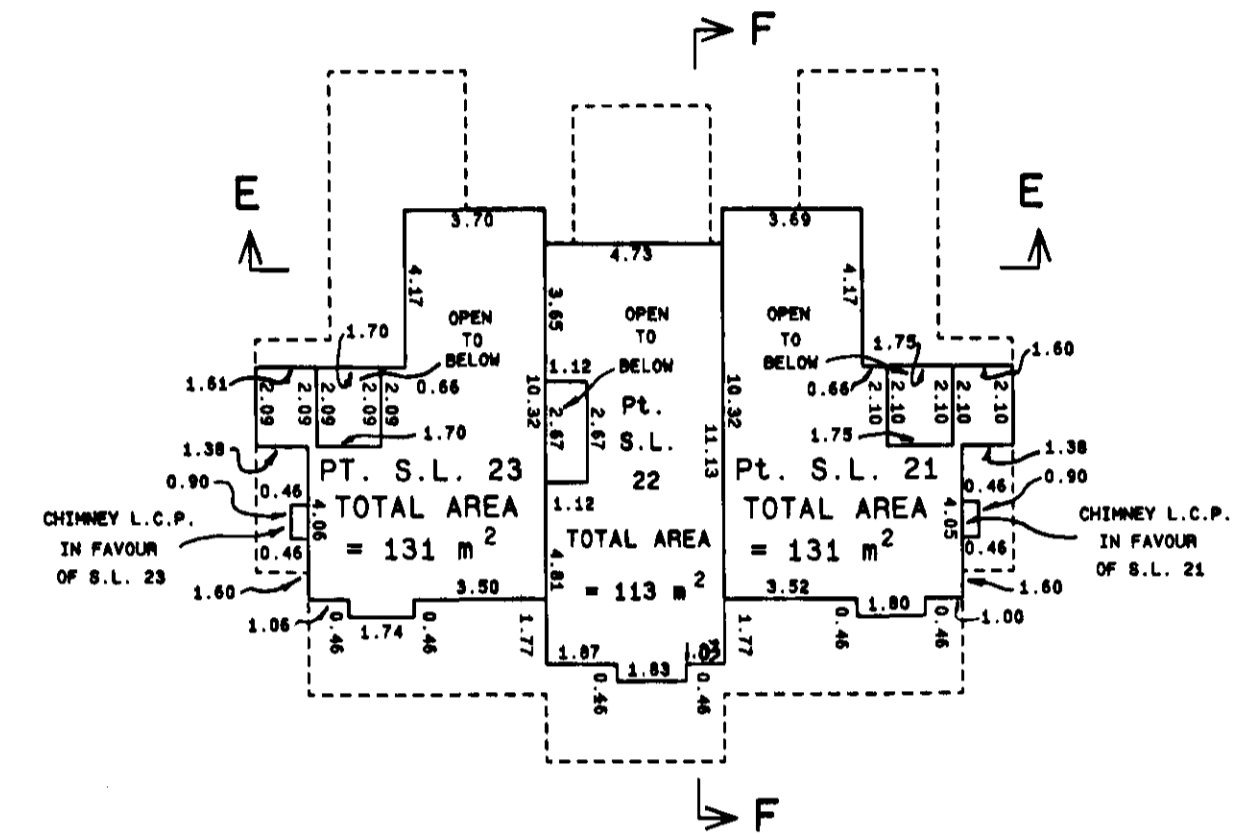 F
E
E
3.70
3.69
4.73
4.17
3.65
4.17
OPEN
TO
BELOW
OPEN
TO
BELOW
OPEN
TO
BELOW
1.70
1.75
1.60
1.61
2.09
2.09
2.09
2.09
2.09
0.66
1.12
10.32
2.67
2.67
10.32
11.13
0.66
2.10
2.10
2.10
2.10
2.10
1.70
1.75
1.38
1.38
Pt.
S.L.
22
PT. S.L. 23
TOTAL AREA
= 131 m²
Pt. S.L. 21
TOTAL AREA
= 131 m²
0.90
0.46
4.06
0.46
1.12
4.05
0.46
0.90
0.46
CHIMNEY L.C.P.
IN FAVOUR
OF S.L. 23
CHIMNEY L.C.P.
IN FAVOUR
OF S.L. 21
TOTAL AREA
= 113 m²
4.81
1.60
3.50
3.52
1.60
1.06
0.46
1.74
0.46
1.77
1.77
0.46
1.80
0.46
1.00
1.87
0.46
1.83
0.46
F